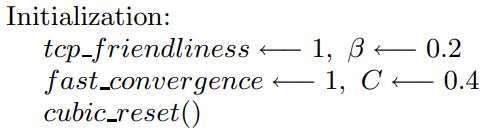 Initialization:
tcp_friendliness ⟵ 1, β ⟵ 0.2
fast_convergence ⟵ 1, C ⟵ 0.4
cubic_reset()